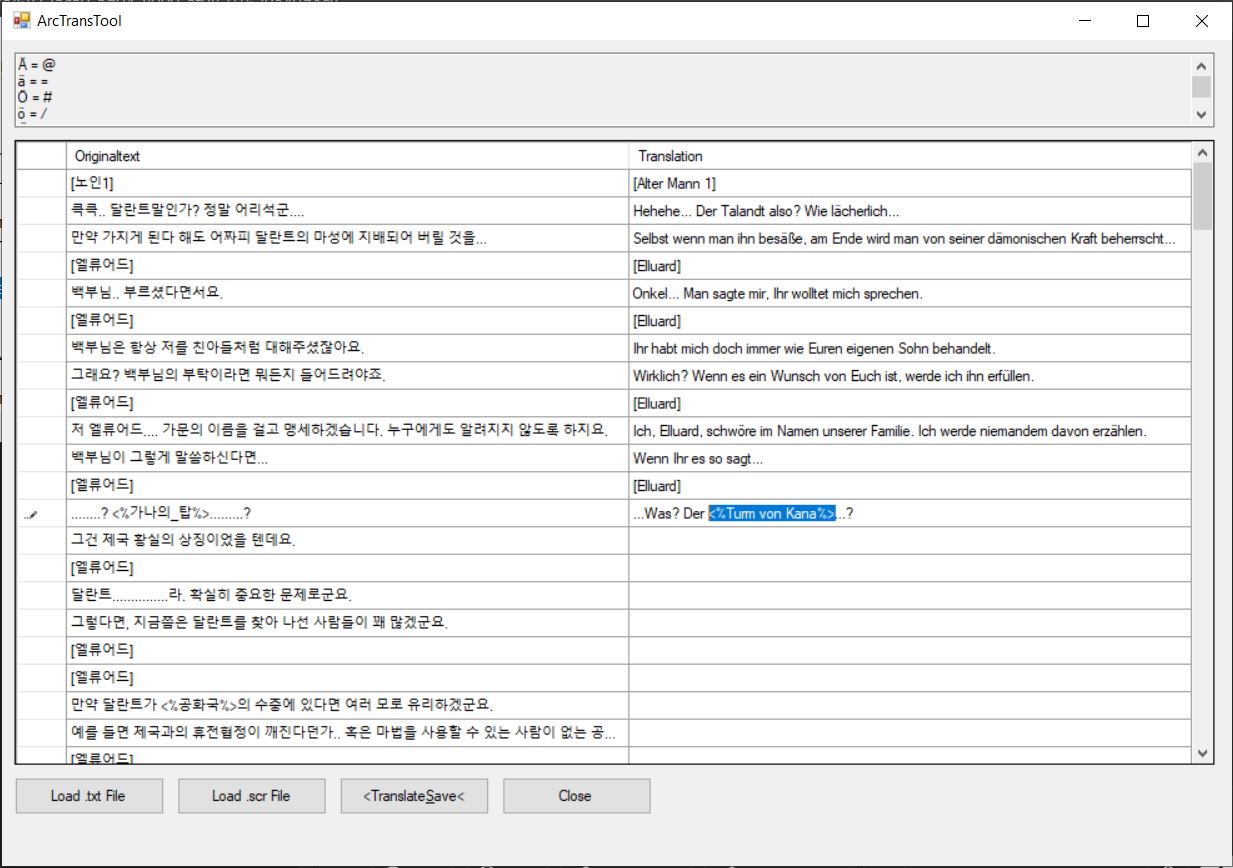 ArcTransTool
Ä = @
ä = =
Ö = #
ö = /
Originaltext Translation
[노인1] [Alter Mann 1]
큭큭.. 달란트말인가? 정말 어리석군.... Hehehe... Der Talandt also? Wie lächerlich...
만약 가지게 된다 해도 어짜피 달란트의 마성에 지배되어 버릴 것을... Selbst wenn man ihn besäße, am Ende wird man von seiner dämonischen Kraft beherrscht...
[엘류어드] [Elluard]
백부님.. 부르셨다면서요. Onkel... Man sagte mir, Ihr wolltet mich sprechen.
[엘류어드] [Elluard]
백부님은 항상 저를 친아들처럼 대해주셨잖아요. Ihr habt mich doch immer wie Euren eigenen Sohn behandelt.
그래요? 백부님의 부탁이라면 뭐든지 들어드려야죠. Wirklich? Wenn es ein Wunsch von Euch ist, werde ich ihn erfüllen.
[엘류어드] [Elluard]
저 엘류어드.... 가문의 이름을 걸고 맹세하겠습니다. 누구에게도 알려지지 않도록 하지요. Ich, Elluard, schwöre im Namen unserer Familie. Ich werde niemandem davon erzählen.
백부님이 그렇게 말씀하신다면... Wenn Ihr es so sagt...
[엘류어드] [Elluard]
........? <%가나의_탑%>.........? ...Was? Der <%Turm von Kana%>...?
그건 제국 황실의 상징이었을 텐데요.
[엘류어드]
달란트...............라. 확실히 중요한 문제로군요.
그렇다면, 지금쯤은 달란트를 찾아 나선 사람들이 꽤 많겠군요.
[엘류어드]
[엘류어드]
만약 달란트가 <%공화국%>의 수중에 있다면 여러 모로 유리하겠군요.
예를 들면 제국과의 휴전협정이 깨진다던가.. 혹은 마법을 사용할 수 있는 사람이 없는 공...
[엘류어드]
Load .txt File Load .scr File <TranslateSave< Close